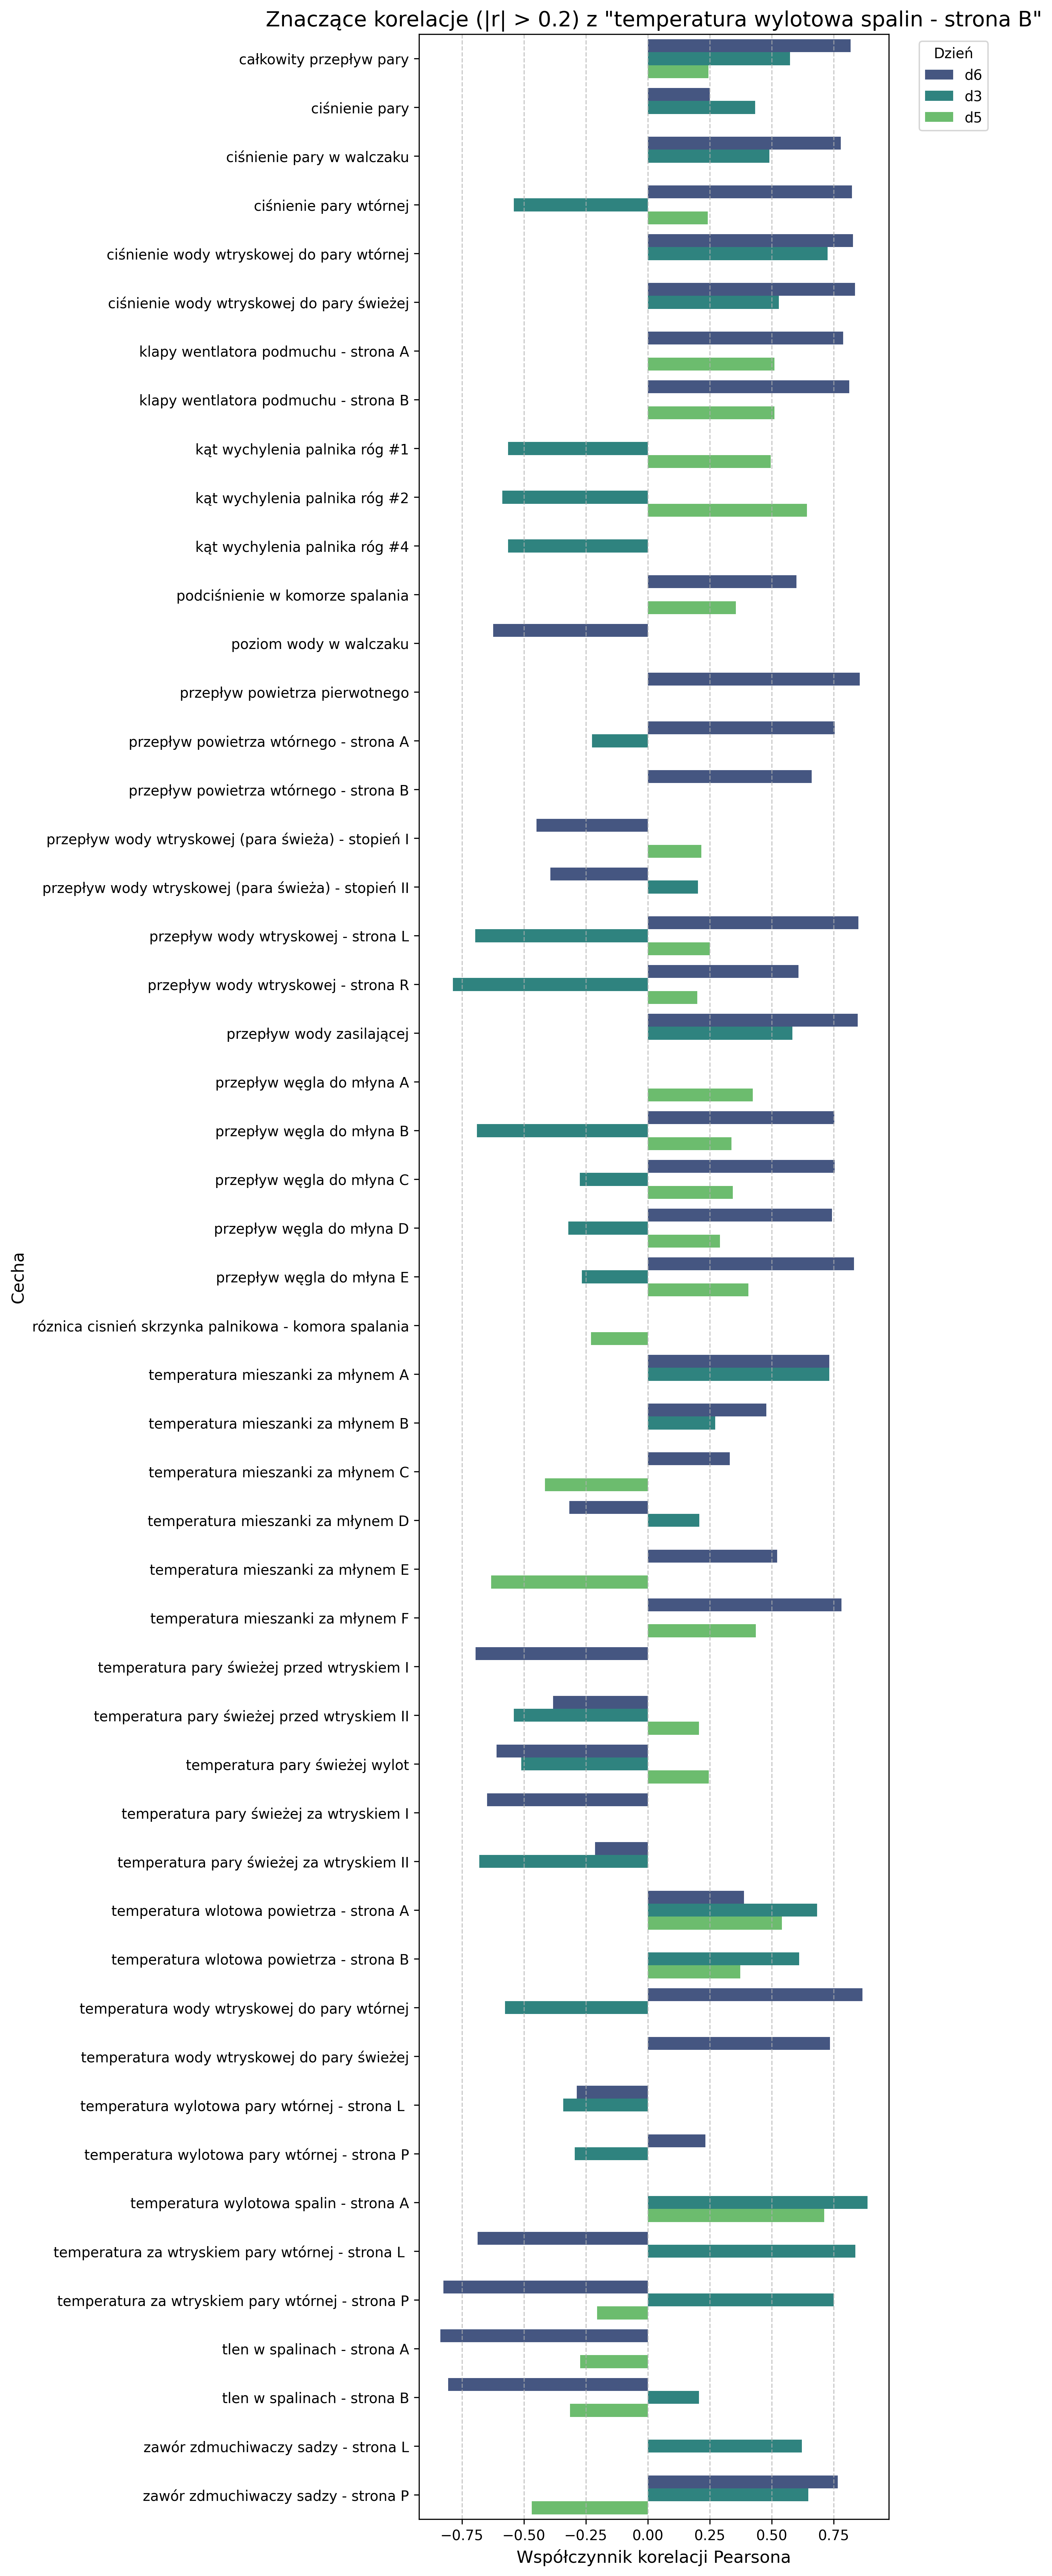 Znaczące korelacje (|r| > 0.2) z "temperatura wylotowa spalin - strona B"
Dzień
d6
d3
d5
całkowity przepływ pary
ciśnienie pary
ciśnienie pary w walczaku
ciśnienie pary wtórnej
ciśnienie wody wtryskowej do pary wtórnej
ciśnienie wody wtryskowej do pary świeżej
klapy wentlatora podmuchu - strona A
klapy wentlatora podmuchu - strona B
kąt wychylenia palnika róg #1
kąt wychylenia palnika róg #2
kąt wychylenia palnika róg #4
podciśnienie w komorze spalania
poziom wody w walczaku
przepływ powietrza pierwotnego
przepływ powietrza wtórnego - strona A
przepływ powietrza wtórnego - strona B
przepływ wody wtryskowej (para świeża) - stopień I
przepływ wody wtryskowej (para świeża) - stopień II
przepływ wody wtryskowej - strona L
przepływ wody wtryskowej - strona R
przepływ wody zasilającej
przepływ węgla do młyna A
przepływ węgla do młyna B
przepływ węgla do młyna C
przepływ węgla do młyna D
przepływ węgla do młyna E
róznica cisnień skrzynka palnikowa - komora spalania
temperatura mieszanki za młynem A
temperatura mieszanki za młynem B
temperatura mieszanki za młynem C
temperatura mieszanki za młynem D
temperatura mieszanki za młynem E
temperatura mieszanki za młynem F
temperatura pary świeżej przed wtryskiem I
temperatura pary świeżej przed wtryskiem II
temperatura pary świeżej wylot
temperatura pary świeżej za wtryskiem I
temperatura pary świeżej za wtryskiem II
temperatura wlotowa powietrza - strona A
temperatura wlotowa powietrza - strona B
temperatura wody wtryskowej do pary wtórnej
temperatura wody wtryskowej do pary świeżej
temperatura wylotowa pary wtórnej - strona L
temperatura wylotowa pary wtórnej - strona P
temperatura wylotowa spalin - strona A
temperatura za wtryskiem pary wtórnej - strona L
temperatura za wtryskiem pary wtórnej - strona P
tlen w spalinach - strona A
tlen w spalinach - strona B
zawór zdmuchiwaczy sadzy - strona L
zawór zdmuchiwaczy sadzy - strona P
Cecha
−0.75 −0.50 −0.25 0.00 0.25 0.50 0.75
Współczynnik korelacji Pearsona